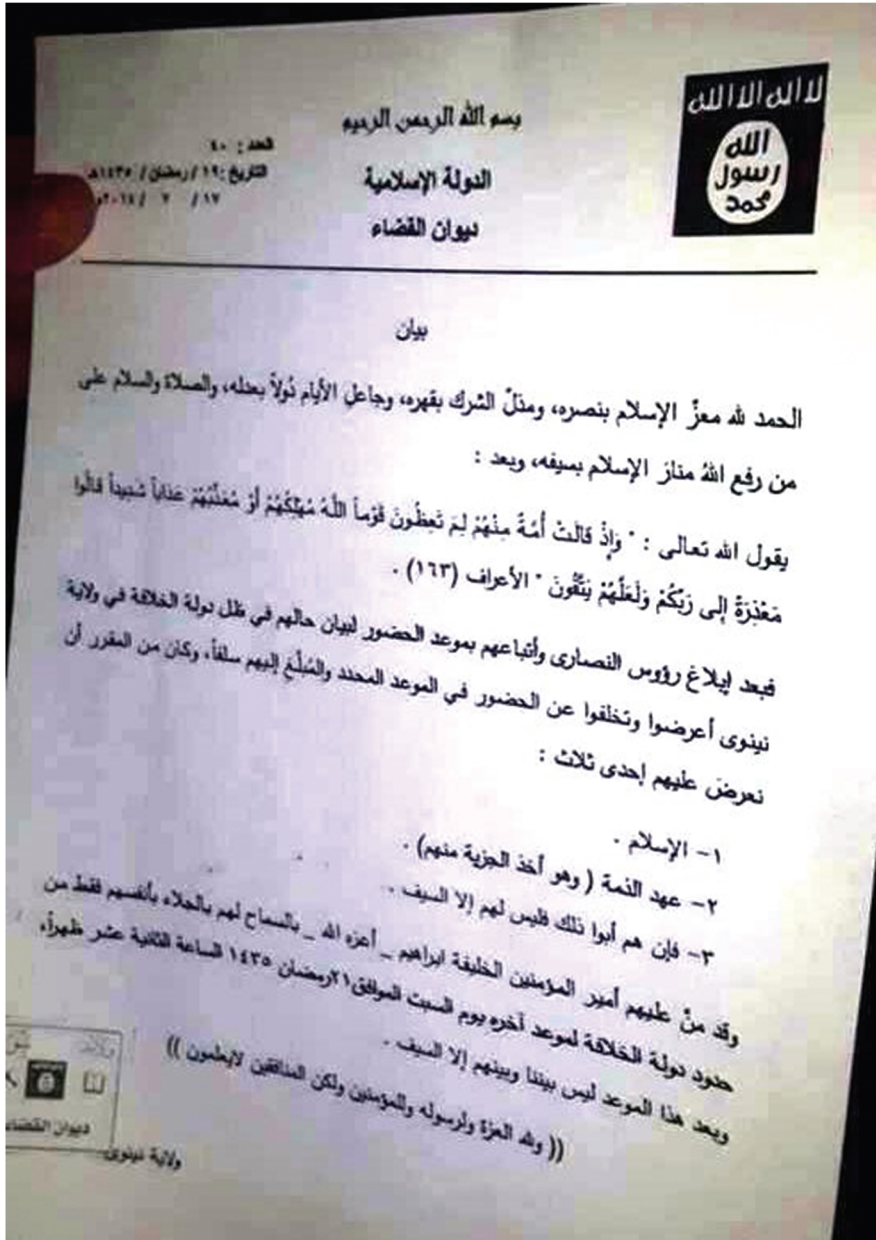 لا اله الا الله
الله
رسول
محمد
بسم الله الرحمن الرحيم
الدولة الإسلامية
ديوان القضاء
العدد : ٤٠
التاريخ : ١٩ / رمضان / ١٤٣٥هـ
١٧ / ٧ / ٢٠١٤م
بيان
الحمد لله معزّ الإسلام بنصره، ومذلّ الشرك بقهره، وجاعل الأيام دُولاً بعدله، والصلاة والسلام على
من رفع اللهُ منارَ الإسلام بسيفه، وبعد :
يقول الله تعالى : " وَإِذْ قَالَتْ أُمَّةٌ مِنْهُمْ لِمَ تَعِظُونَ قَوْماً اللَّهُ مُهْلِكُهُمْ أَوْ مُعَذِّبُهُمْ عَذَاباً شَدِيداً قَالُوا
مَعْذِرَةً إِلَى رَبِّكُمْ وَلَعَلَّهُمْ يَتَّقُونَ " الأعراف (١٦٣) .
فبعد إبلاغ رؤوس النصارى وأتباعهم بموعد الحضور لبيان حالهم في ظل دولة الخلافة في ولاية
نينوى أعرضوا وتخلفوا عن الحضور في الموعد المحدد والمُبلّغ إليهم سلفاً، وكان من المقرر أن
نعرضَ عليهم إحدى ثلاث :
١- الإسلام .
٢- عهد الذمة ( وهو أخذ الجزية منهم) .
٣- فإن هم أبوا ذلك فليس لهم إلا السيف .
وقد منّ عليهم أمير المؤمنين الخليفة ابراهيم _ أعزه الله _ بالسماح لهم بالجلاء بأنفسهم فقط من
حدود دولة الخلافة لموعد آخره يوم السبت الموافق٢١رمضان ١٤٣٥ الساعة الثانية عشر ظهراً،
وبعد هذا الموعد ليس بيننا وبينهم إلا السيف .
(( ولله العزة ولرسوله وللمؤمنين ولكن المنافقين لايعلمون ))
ديوان القضاء
ولاية نينوى